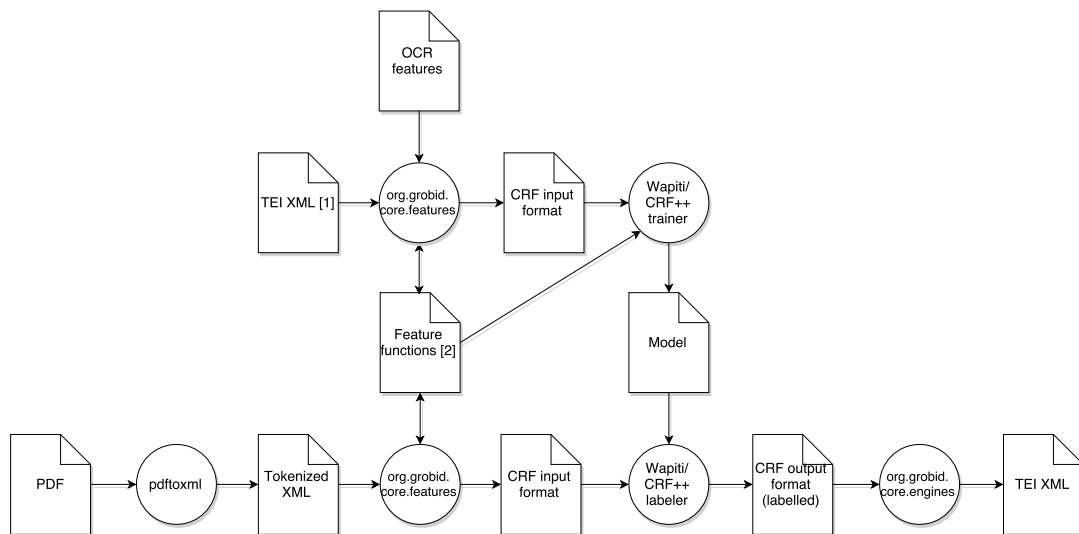 OCR
features
TEI XML [1]
org.grobid.
core.features
CRF input
format
Wapiti/
CRF++
trainer
Feature
functions [2]
Model
PDF
pdftoxml
Tokenized
XML
org.grobid.
core.features
CRF input
format
Wapiti/
CRF++
labeler
CRF output
format
(labelled)
org.grobid.
core.engines
TEI XML